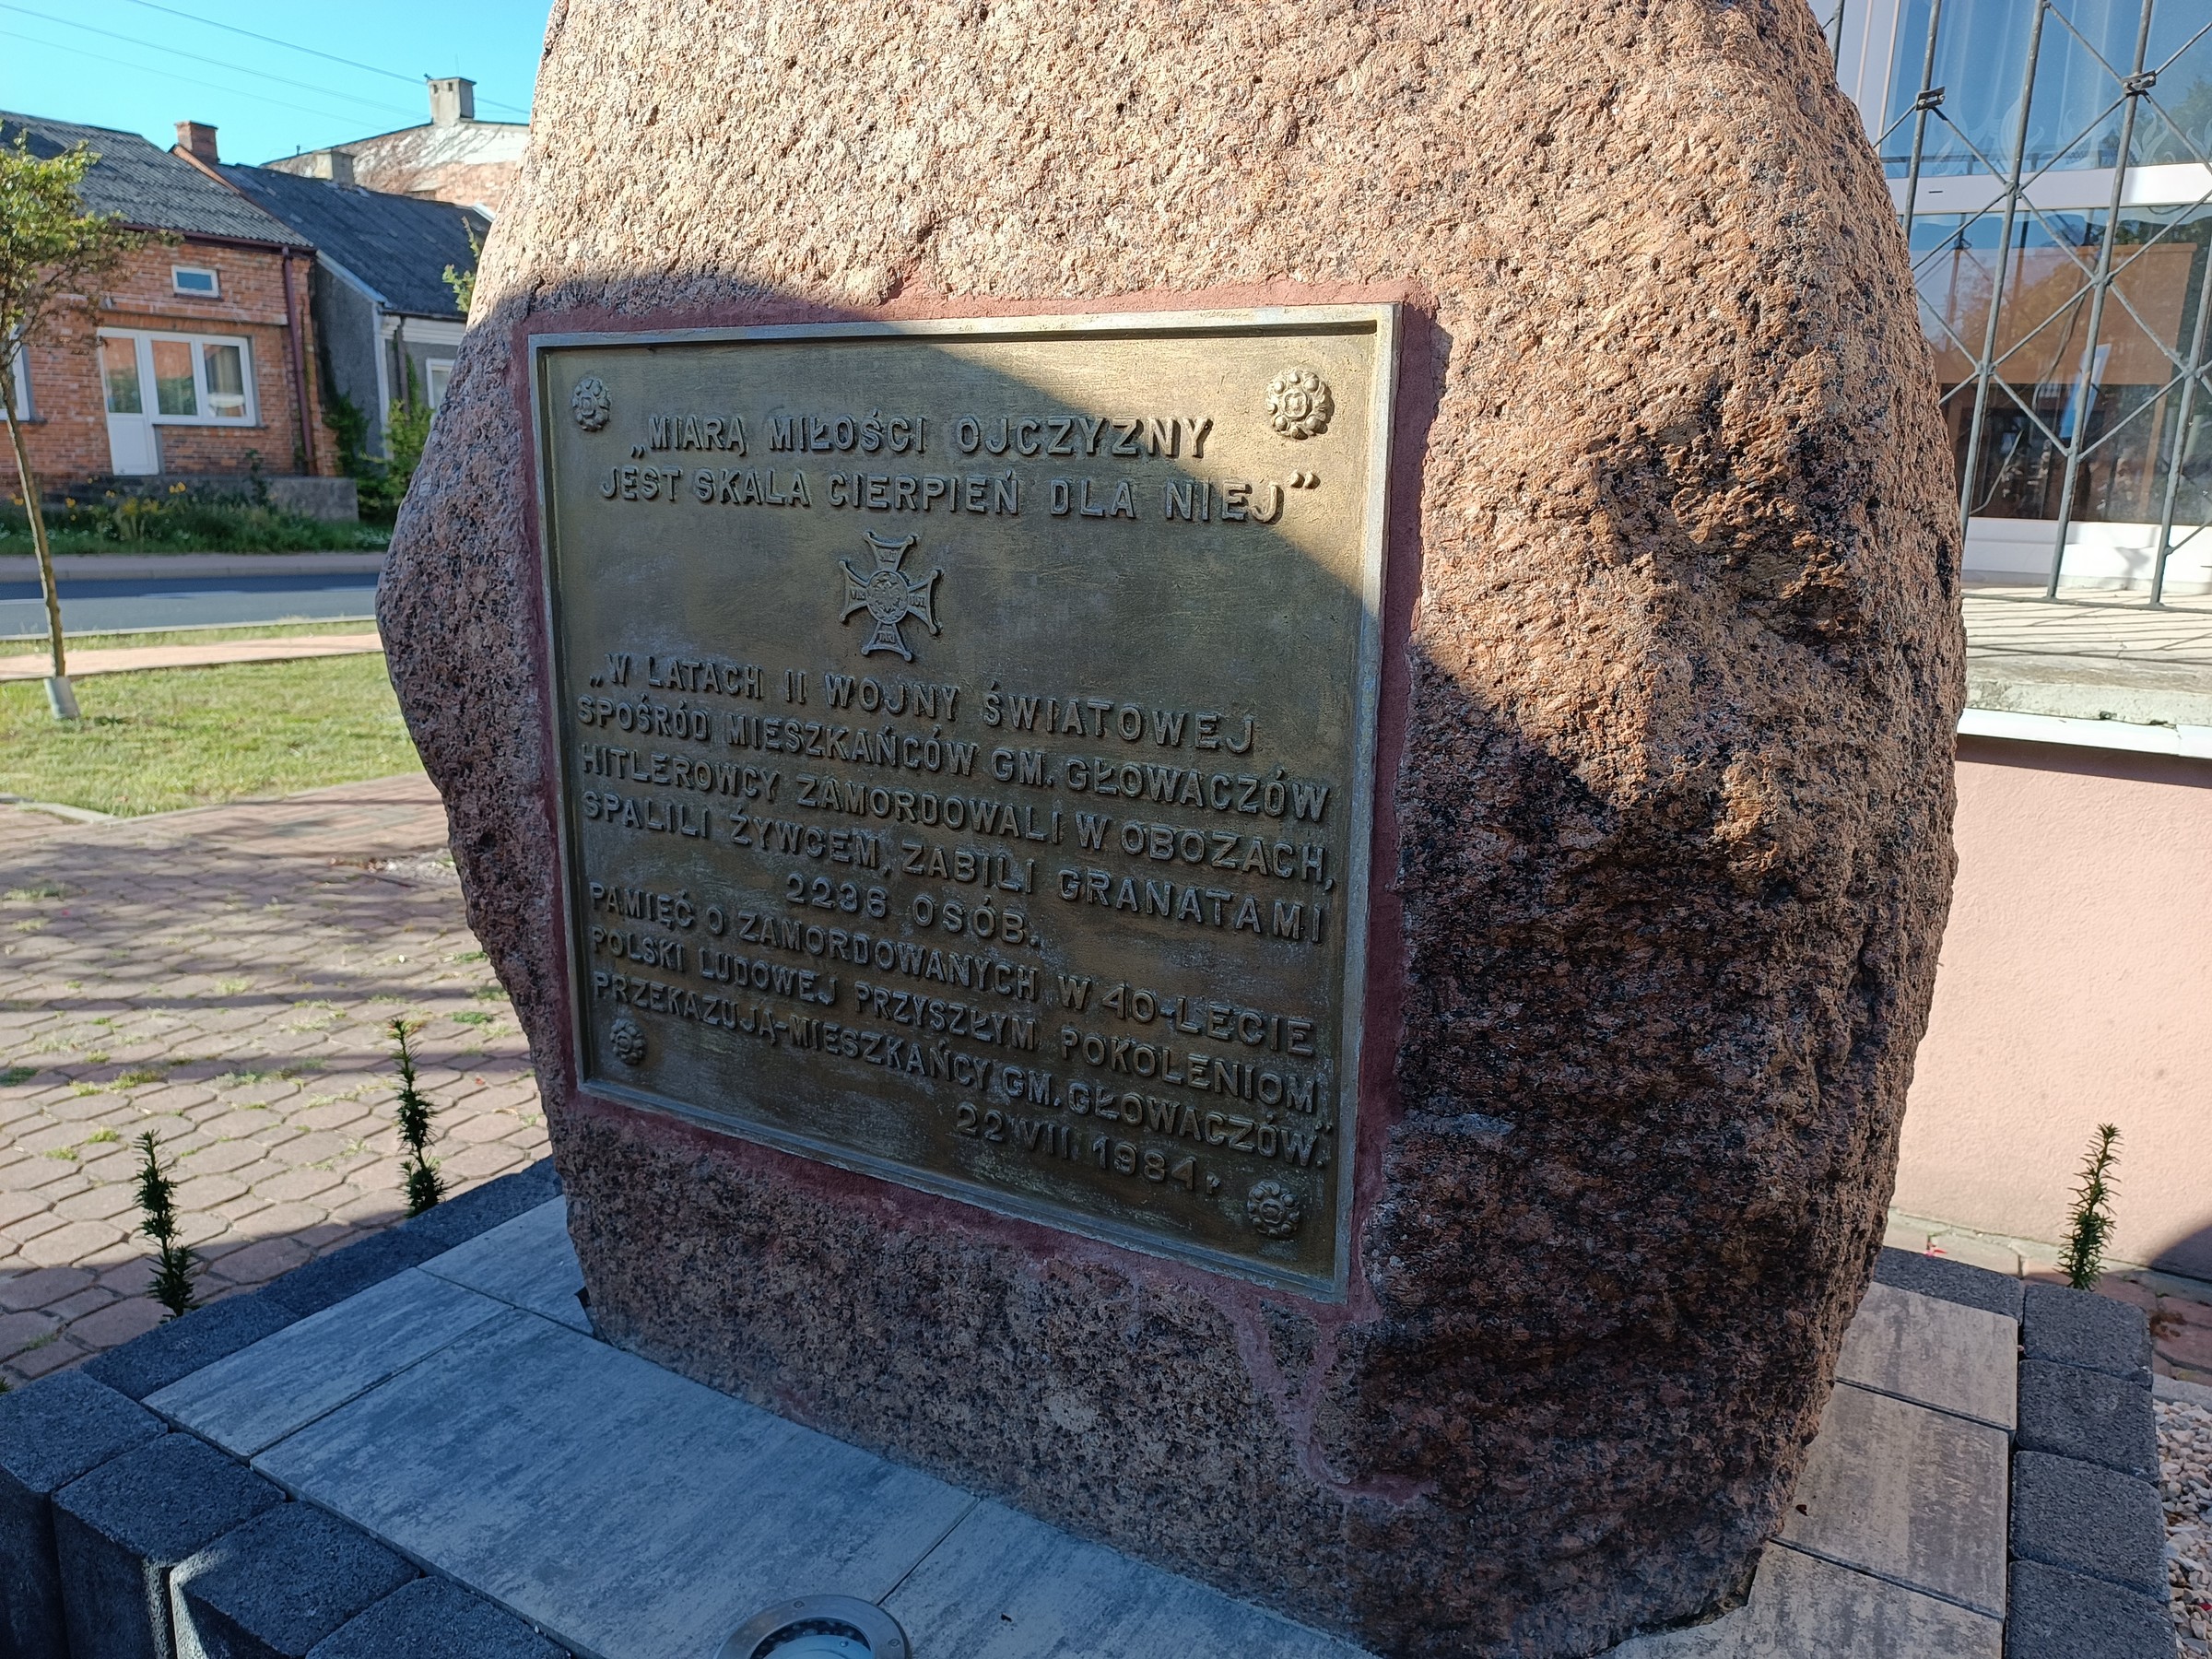 „MIARĄ MIŁOŚCI OJCZYZNY
JEST SKALA CIERPIEŃ DLA NIEJ”
„W LATACH II WOJNY ŚWIATOWEJ
SPOŚRÓD MIESZKAŃCÓW GM. GŁOWACZÓW
HITLEROWCY ZAMORDOWALI W OBOZACH,
SPALILI ŻYWCEM, ZABILI GRANATAMI
2236 OSÓB.
PAMIĘĆ O ZAMORDOWANYCH W 40-LECIE
POLSKI LUDOWEJ PRZYSZŁYM POKOLENIOM
PRZEKAZUJĄ-MIESZKAŃCY GM. GŁOWACZÓW.”
22 VII. 1984 r.